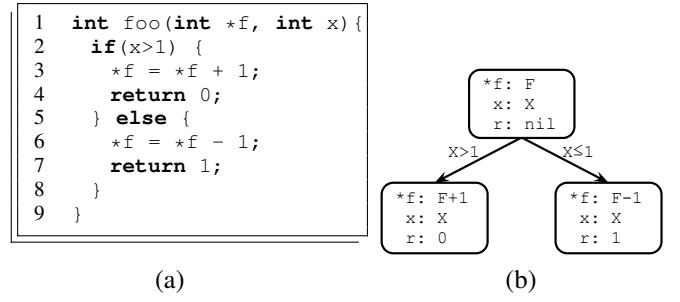 1 int foo(int *f, int x){
2 if(x>1) {
3 *f = *f + 1;
4 return 0;
5 } else {
6 *f = *f - 1;
7 return 1;
8 }
9 }
(a)
*f: F
x: X
r: nil
X>1 X≤1
*f: F+1
x: X
r: 0
*f: F-1
x: X
r: 1
(b)